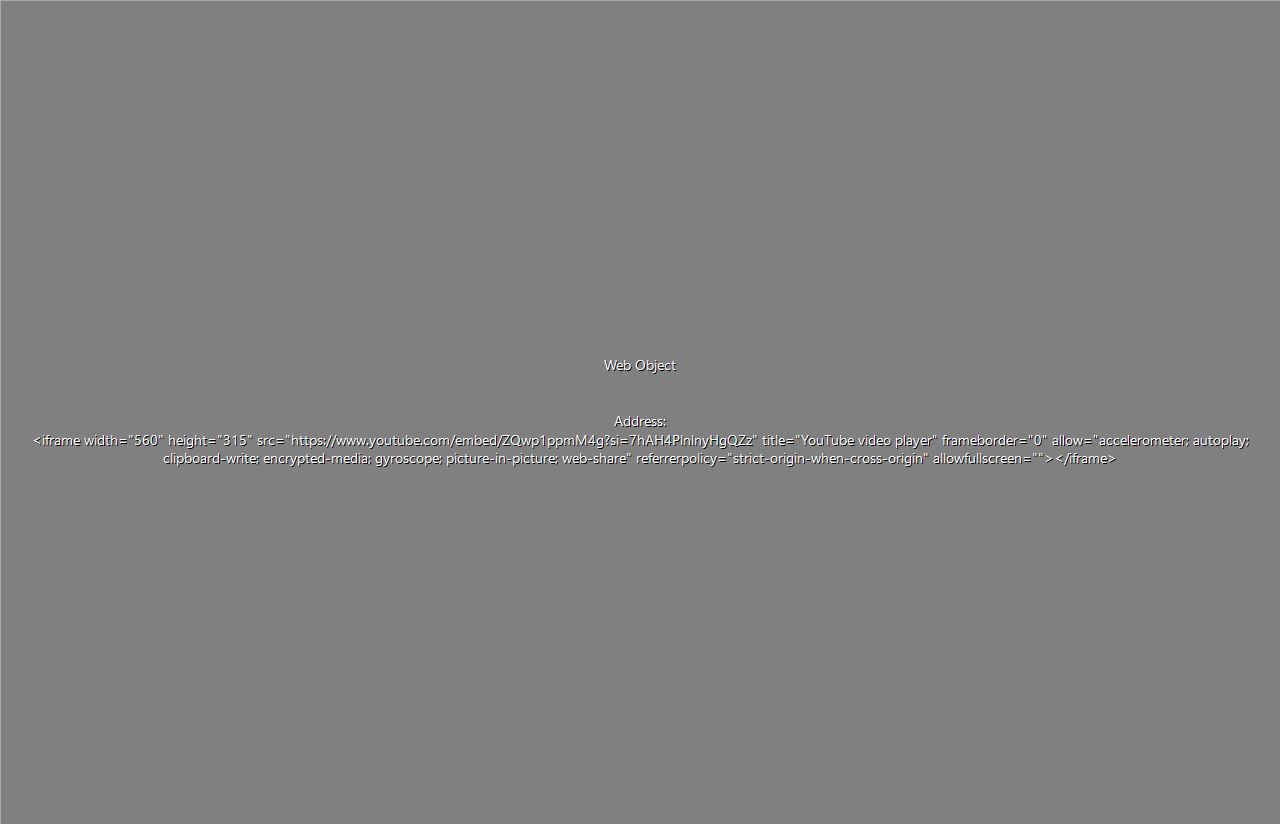 Web Object
Address:
<iframe width="560" height="315" src="https://www.youtube.com/embed/ZQwp1ppmM4g?si=7hAH4PlnlnyHgQZz" title="YouTube video player" frameborder="0" allow="accelerometer; autoplay;
clipboard-write; encrypted-media; gyroscope; picture-in-picture; web-share" referrerpolicy="strict-origin-when-cross-origin" allowfullscreen=""></iframe>